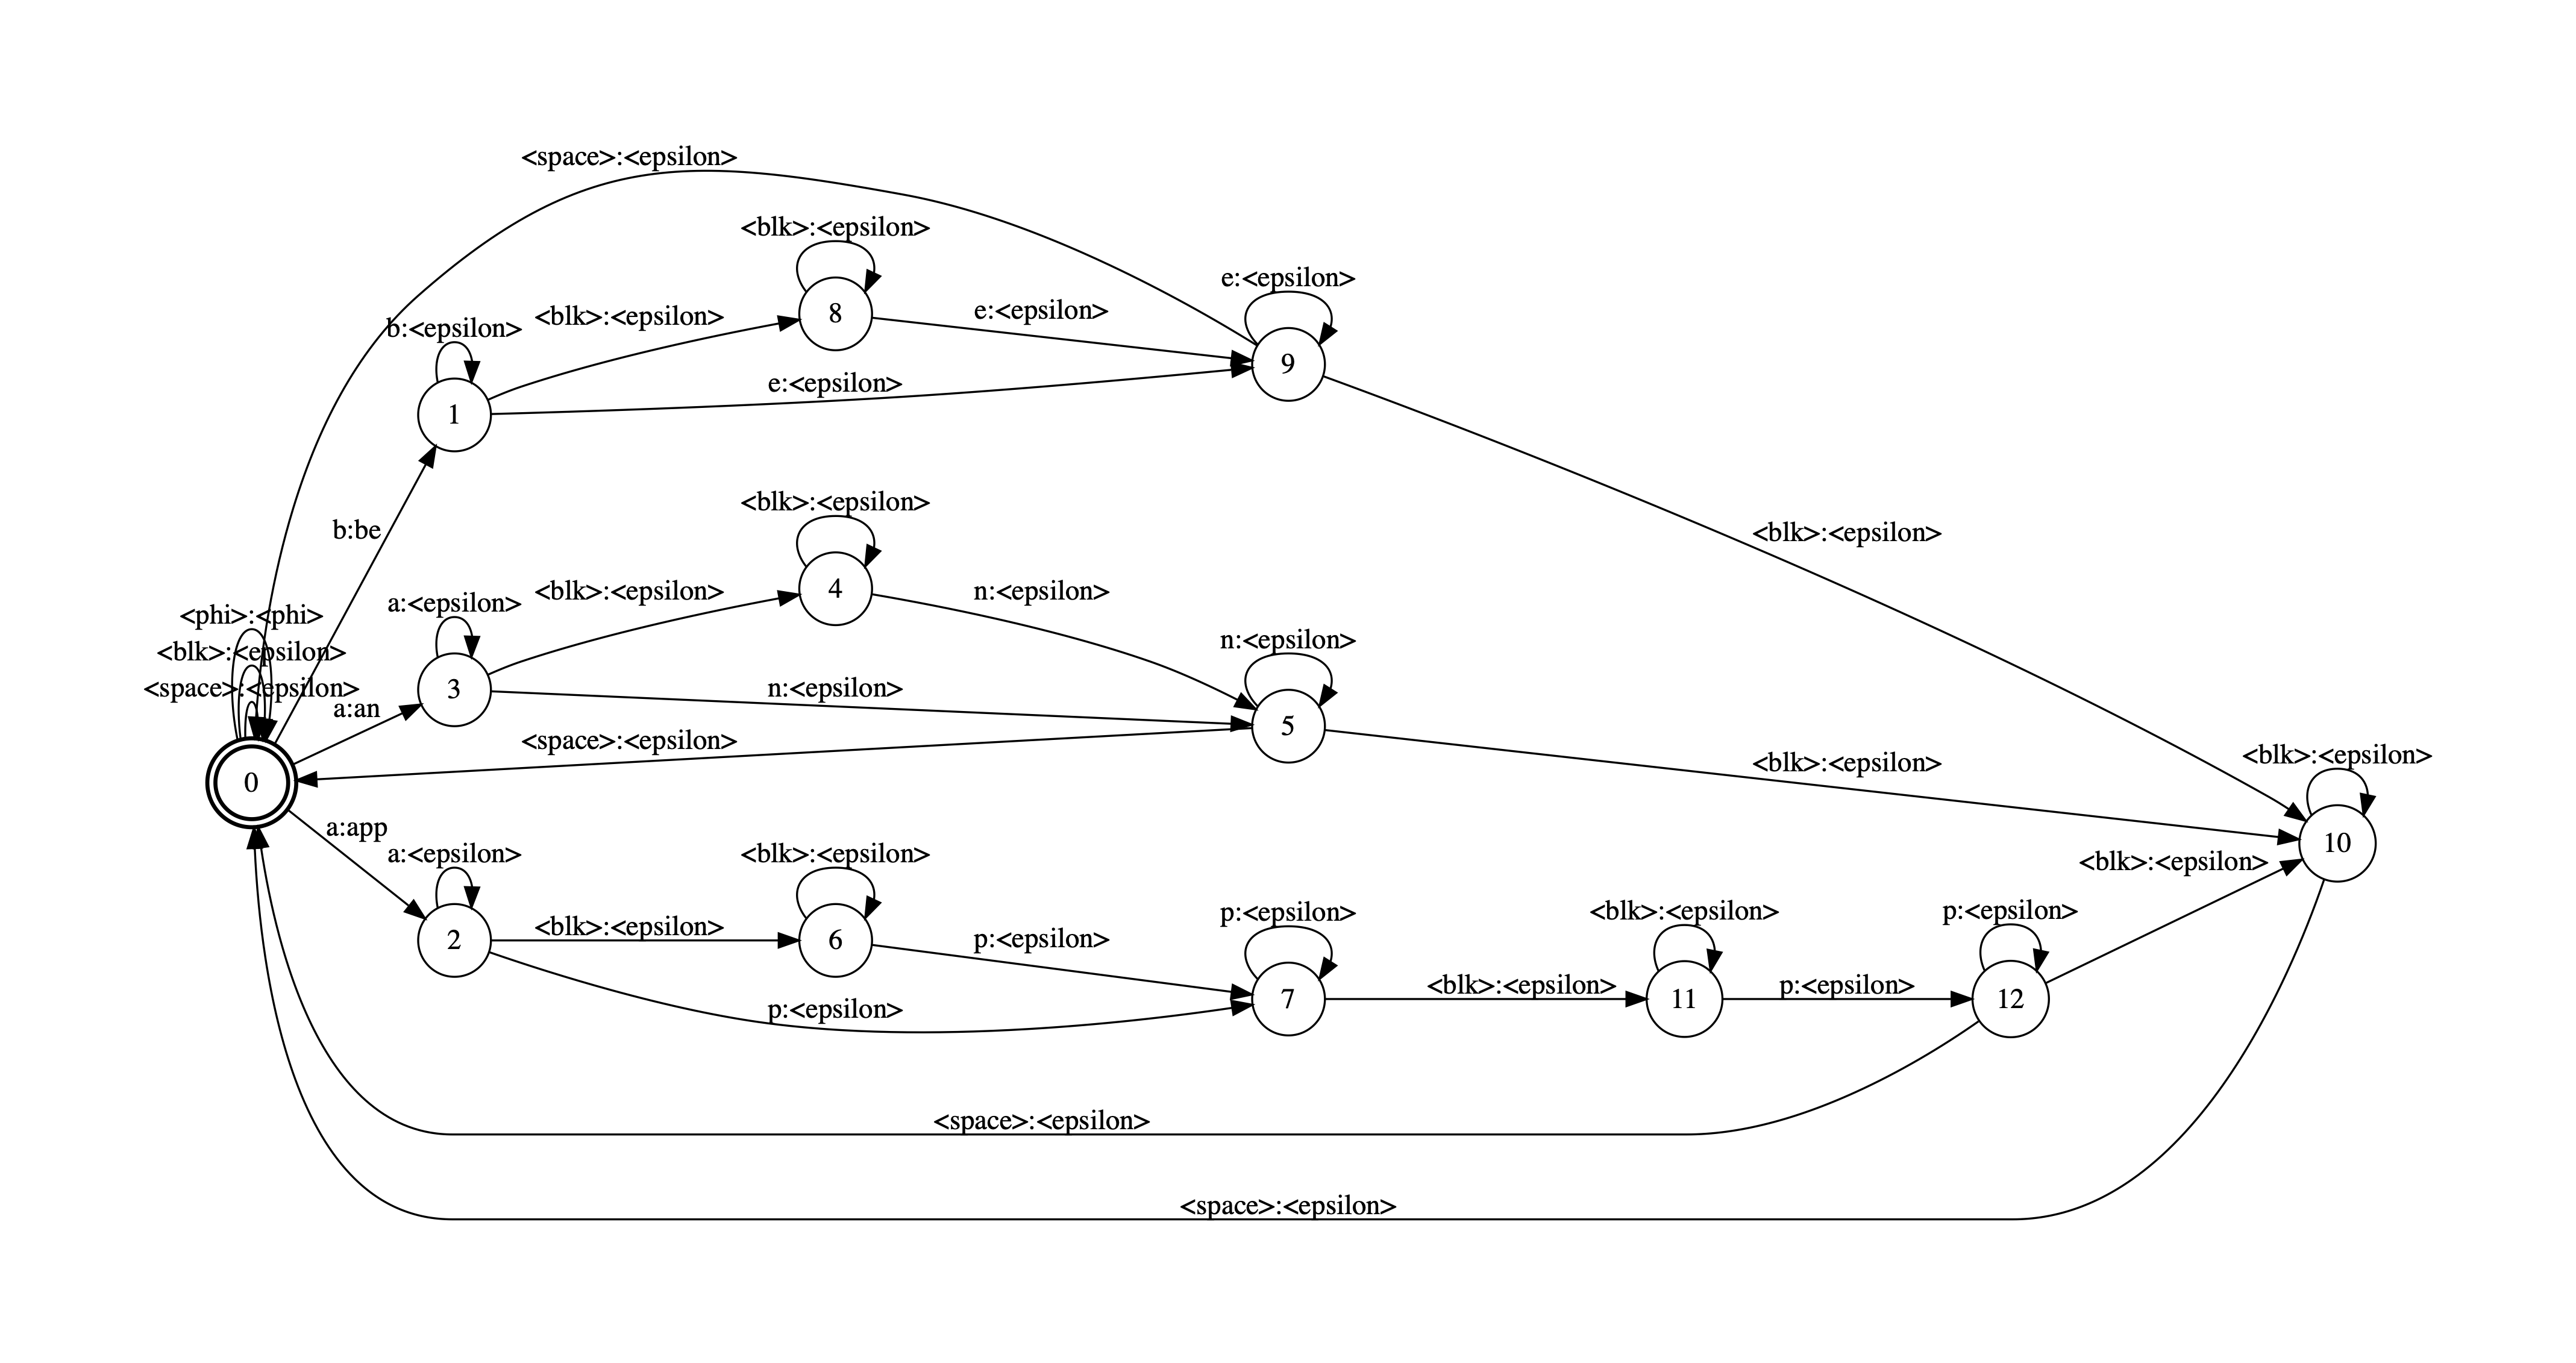 <space>:<epsilon>
<blk>:<epsilon>
e:<epsilon>
b:<epsilon>
<blk>:<epsilon>
8
e:<epsilon>
9
1
e:<epsilon>
b:be
<blk>:<epsilon>
<blk>:<epsilon>
<phi>:<phi>
<blk>:<epsilon>
<space>:<epsilon>
a:<epsilon>
<blk>:<epsilon>
4
n:<epsilon>
n:<epsilon>
a:an
3
n:<epsilon>
5
<space>:<epsilon>
<blk>:<epsilon>
<blk>:<epsilon>
0
10
a:app
a:<epsilon>
<blk>:<epsilon>
<blk>:<epsilon>
2
<blk>:<epsilon>
6
p:<epsilon>
p:<epsilon>
<blk>:<epsilon>
p:<epsilon>
p:<epsilon>
7
<blk>:<epsilon>
11
p:<epsilon>
12
<space>:<epsilon>
<space>:<epsilon>